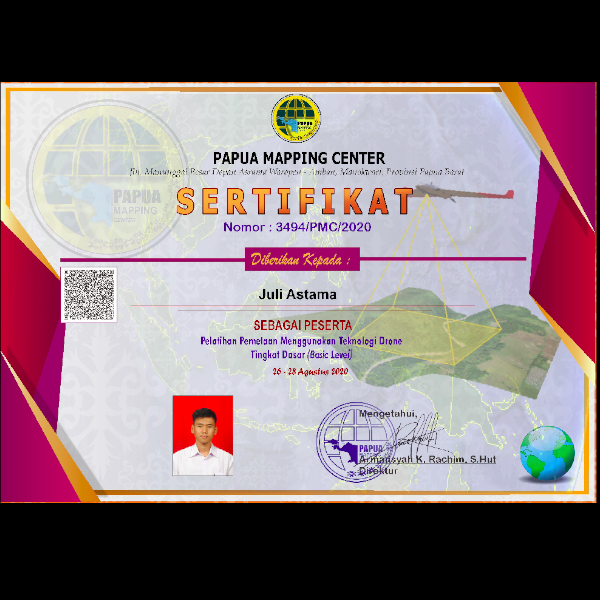 PAPUA MAPPING CENTER
Jln. Manunggal Besar Depan Asrama Waropen - Amban, Manokwari, Provinsi Papua Barat
SERTIFIKAT
Nomor : 3494/PMC/2020
Diberikan Kepada :
Juli Astama
SEBAGAI PESERTA
Pelatihan Pemetaan Menggunakan Teknologi Drone
Tingkat Dasar (Basic Level)
26 - 28 Agustus 2020
Mengetahui,
Armansyah K. Rachim, S.Hut
Direktur
PAPUA
MAPPING
CENTER
PAPUA